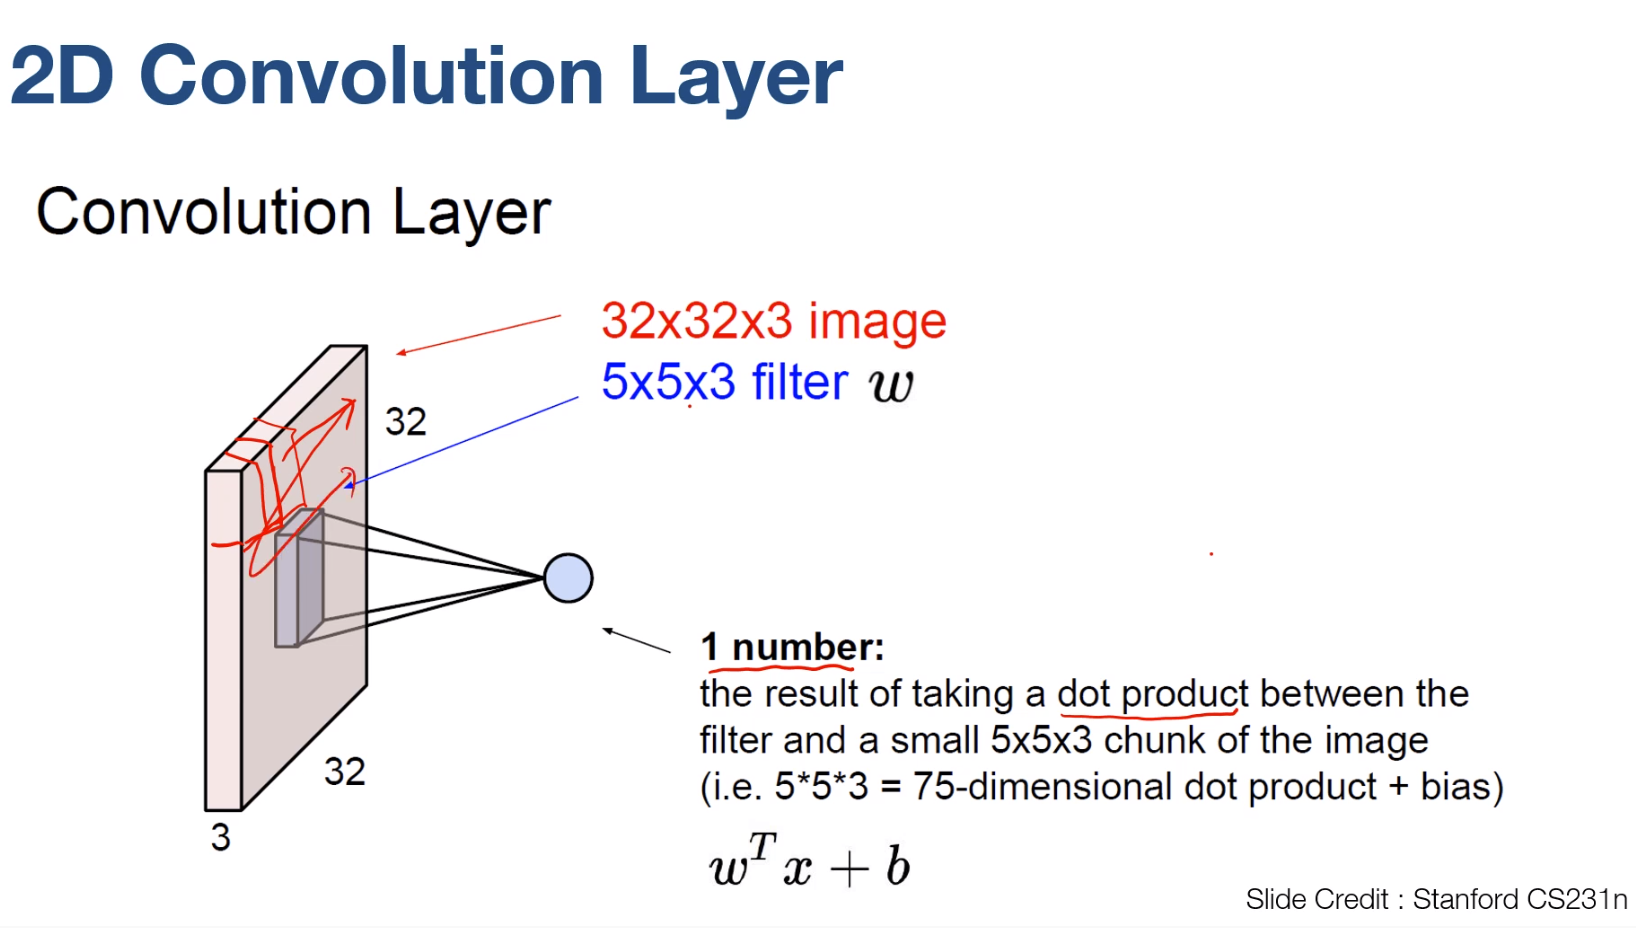 2D Convolution Layer
Convolution Layer
32x32x3 image
5x5x3 filter w
32
32
3
1 number:
the result of taking a dot product between the
filter and a small 5x5x3 chunk of the image
(i.e. 5*5*3 = 75-dimensional dot product + bias)
w^T x + b
Slide Credit : Stanford CS231n